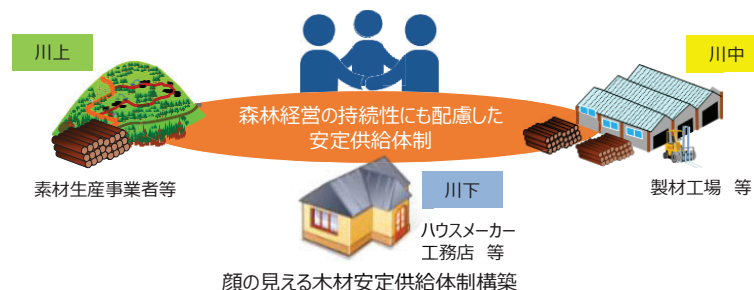 川上
川中
森林経営の持続性にも配慮した
安定供給体制
素材生産事業者等
川下
製材工場 等
ハウスメーカー
工務店 等
顔の見える木材安定供給体制構築